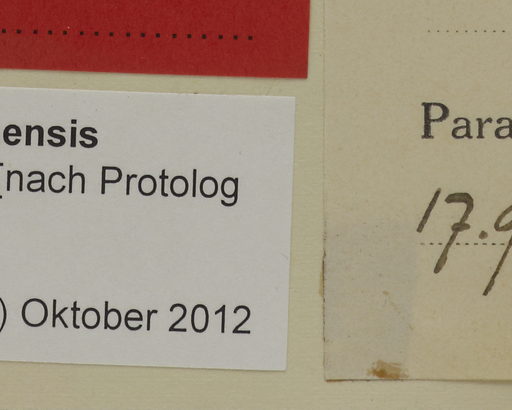 ensis
[nach Protolog
) Oktober 2012
Para
17.9